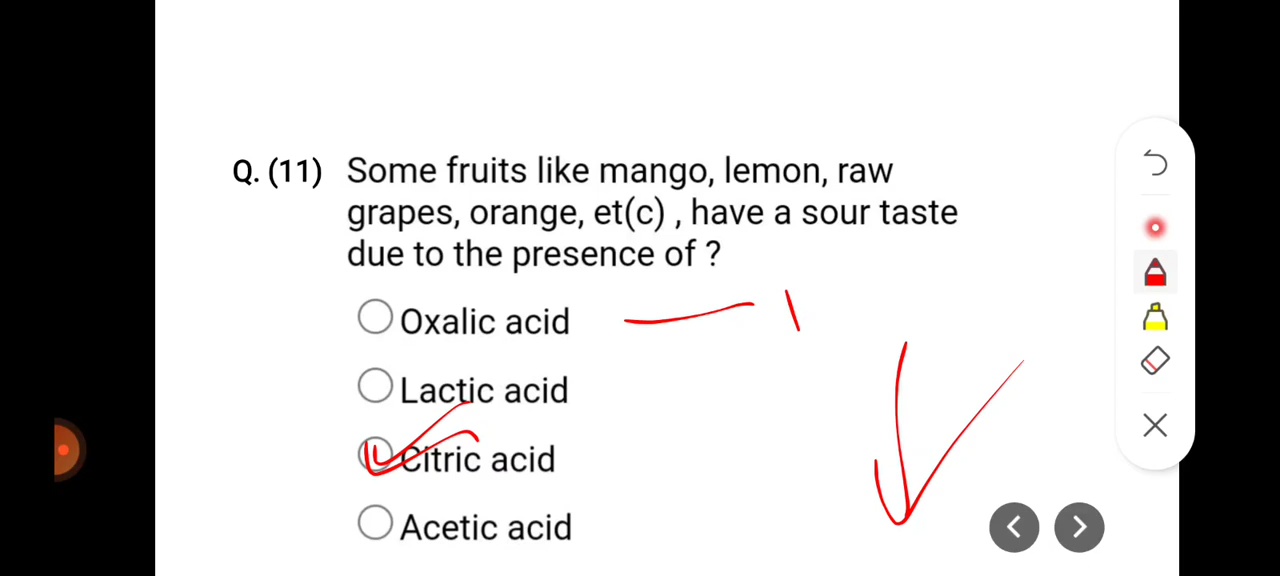 Q. (11) Some fruits like mango, lemon, raw
grapes, orange, et(c) , have a sour taste
due to the presence of ?
Oxalic acid
Lactic acid
Citric acid
Acetic acid